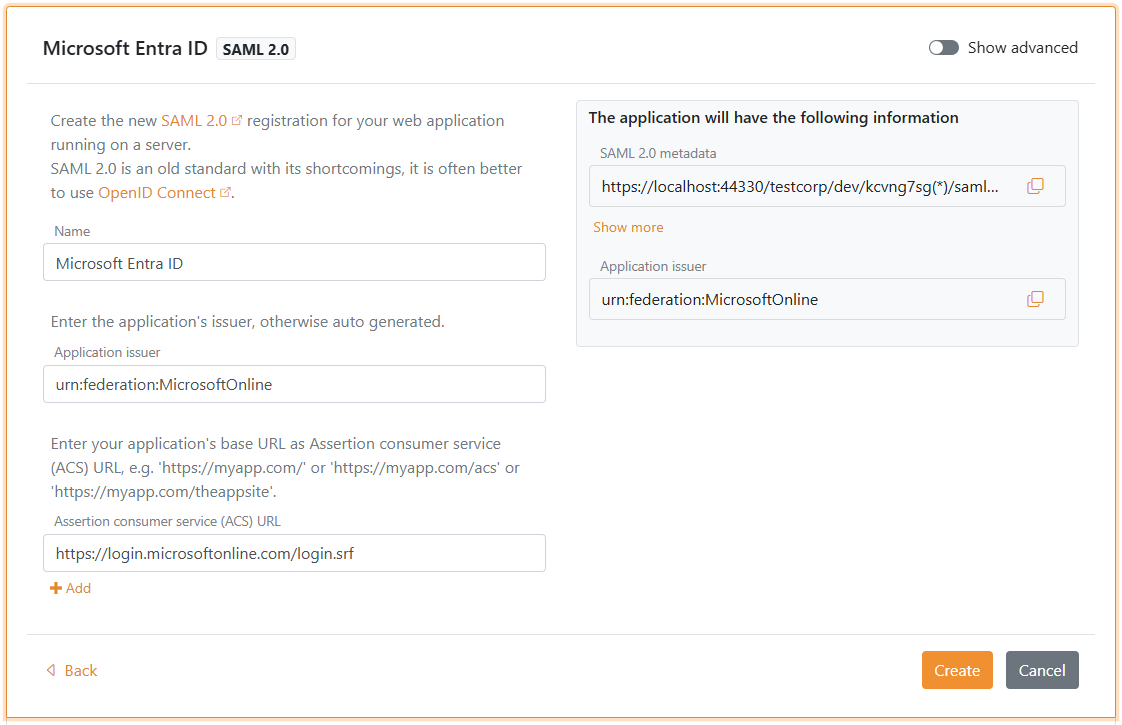 Microsoft Entra ID SAML 2.0
Show advanced
Create the new SAML 2.0 registration for your web application
running on a server.
SAML 2.0 is an old standard with its shortcomings, it is often better
to use OpenID Connect.
Name
Microsoft Entra ID
Enter the application's issuer, otherwise auto generated.
Application issuer
urn:federation:MicrosoftOnline
Enter your application's base URL as Assertion consumer service
(ACS) URL, e.g. 'https://myapp.com/' or 'https://myapp.com/acs' or
'https://myapp.com/theappsite'.
Assertion consumer service (ACS) URL
https://login.microsoftonline.com/login.srf
Add
The application will have the following information
SAML 2.0 metadata
https://localhost:44330/testcorp/dev/kcvng7sg(*)/saml...
Show more
Application issuer
urn:federation:MicrosoftOnline
Back
Create
Cancel